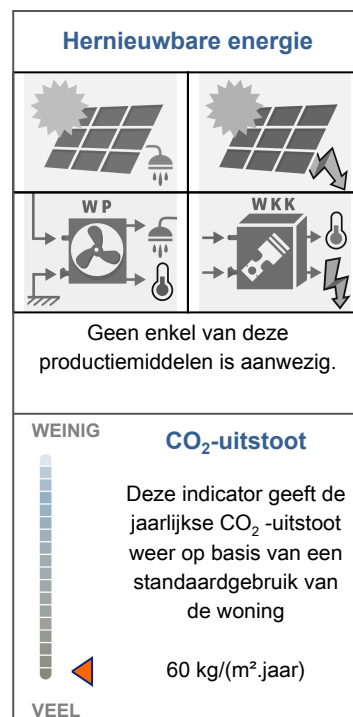 Hernieuwbare energie
WP
WKK
Geen enkel van deze
productiemiddelen is aanwezig.
WEINIG
CO₂-uitstoot
Deze indicator geeft de
jaarlijkse CO₂ -uitstoot
weer op basis van een
standaardgebruik van
de woning
60 kg/(m².jaar)
VEEL